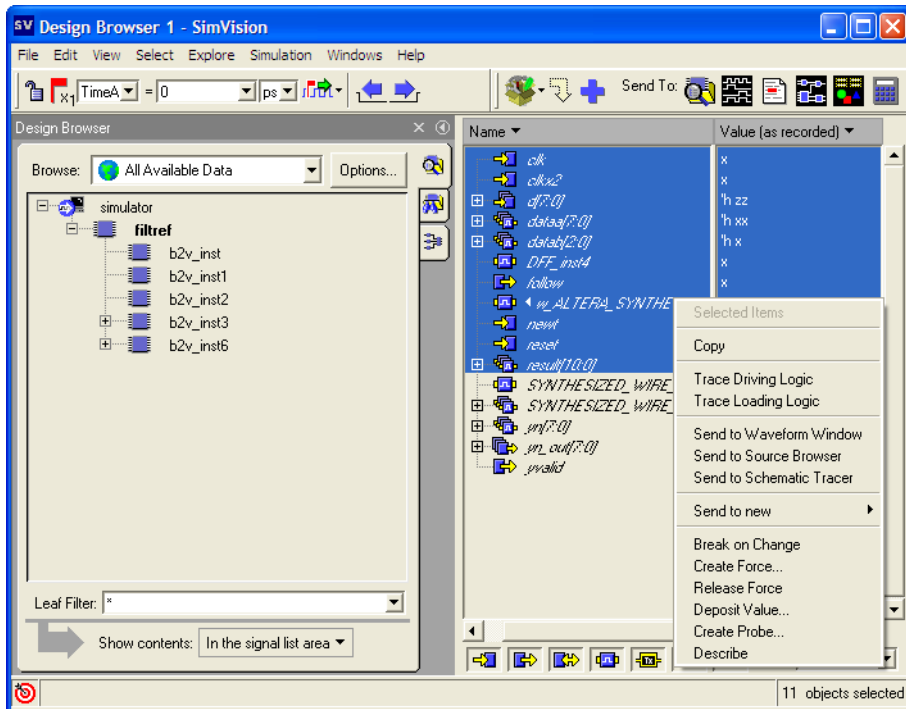 SV Design Browser 1 - SimVision
File Edit View Select Explore Simulation Windows Help
x1 TimeA = 0 ps Send To:
Design Browser
Browse: All Available Data Options...
simulator
filtref
b2v_inst
b2v_inst1
b2v_inst2
b2v_inst3
b2v_inst6
Leaf Filter: *
Show contents: In the signal list area
Name Value (as recorded)
clk x
clkx2 x
d[7:0] 'h zz
dataa[7:0] 'h xx
datab[2:0] 'h x
DFF_inst4 x
follow x
w_ALTERA_SYNTHE
newt
reset
result[10:0]
SYNTHESIZED_WIRE_
SYNTHESIZED_WIRE_
yn[7:0]
yn_out[7:0]
yvalid
Selected Items
Copy
Trace Driving Logic
Trace Loading Logic
Send to Waveform Window
Send to Source Browser
Send to Schematic Tracer
Send to new
Break on Change
Create Force...
Release Force
Deposit Value...
Create Probe...
Describe
11 objects selected